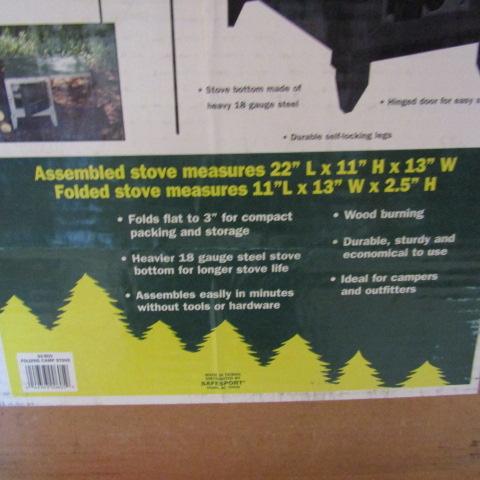 • Stove bottom made of
heavy 18 gauge steel
• Hinged door for easy
• Durable self-locking legs
Assembled stove measures 22" L x 11" H x 13" W
Folded stove measures 11"L x 13" W x 2.5" H
• Folds flat to 3" for compact
packing and storage
• Heavier 18 gauge steel stove
bottom for longer stove life
• Assembles easily in minutes
without tools or hardware
• Wood burning
• Durable, sturdy and
economical to use
• Ideal for campers
and outfitters
FOLDING CAMP STOVE
MADE IN TAIWAN
DISTRIBUTED BY
SAFESPORT